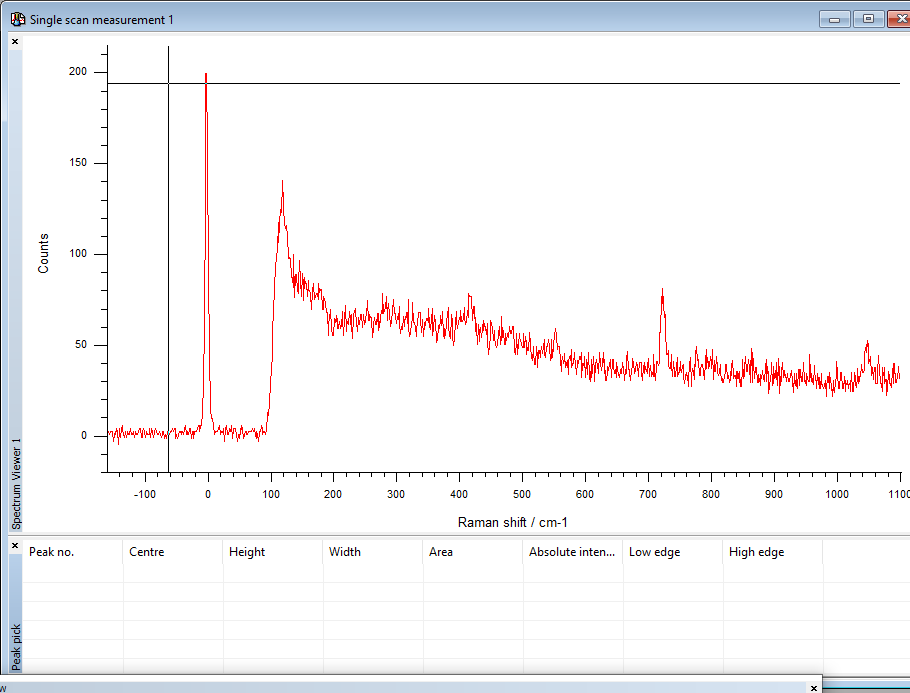 Single scan measurement 1
200
150
100
50
0
Counts
-100 0 100 200 300 400 500 600 700 800 900 1000 1100
Raman shift / cm-1
Spectrum Viewer 1
Peak no. Centre Height Width Area Absolute inten... Low edge High edge
Peak pick
w